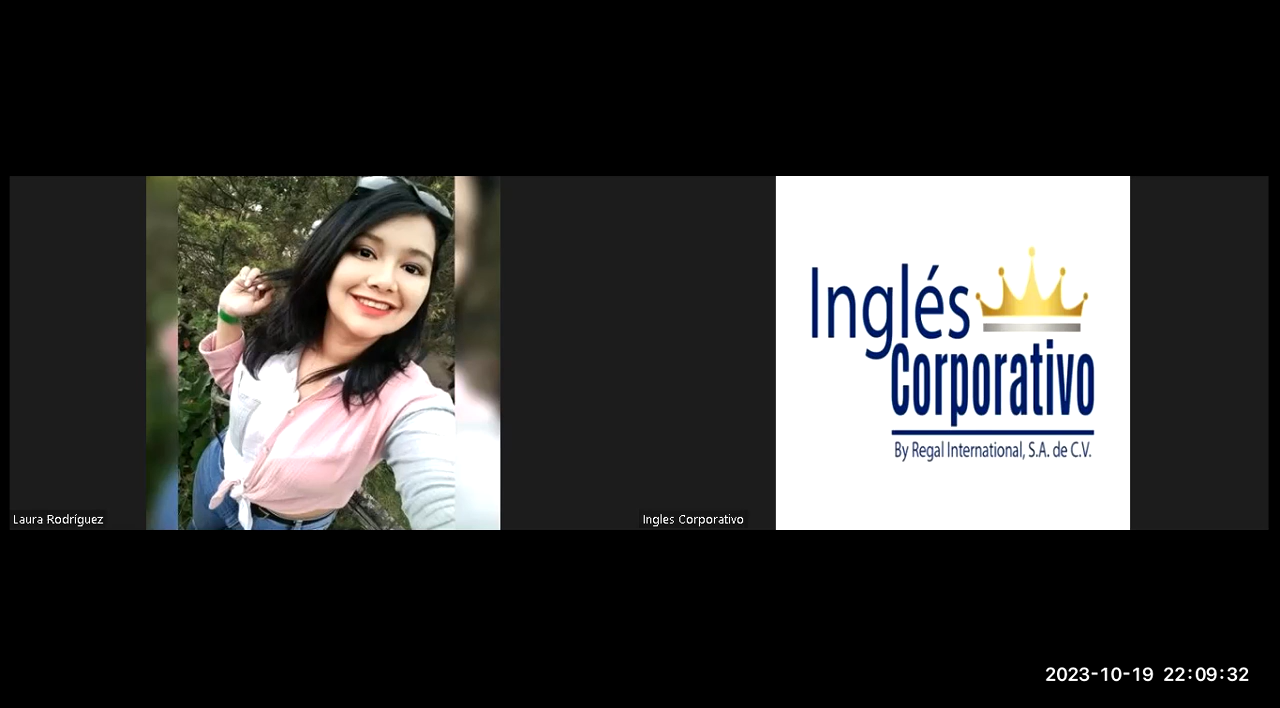 Inglés
Corporativo
By Regal International, S.A. de C.V.
Laura Rodríguez
Ingles Corporativo
2023-10-19 22:09:32